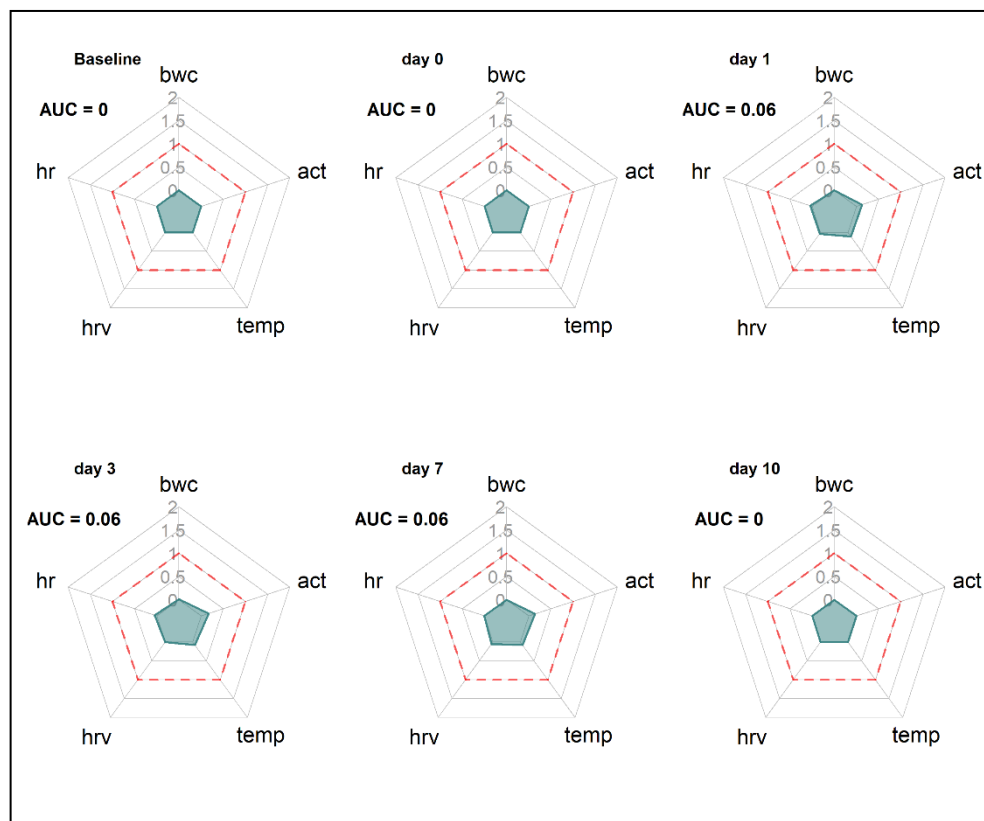 Baseline
bwc
AUC = 0
2
1.5
1
0.5
0
hr
act
hrv
temp
day 0
bwc
AUC = 0
2
1.5
1
0.5
0
hr
act
hrv
temp
day 1
bwc
AUC = 0.06
2
1.5
1
0.5
0
hr
act
hrv
temp
day 3
bwc
AUC = 0.06
2
1.5
1
0.5
0
hr
act
hrv
temp
day 7
bwc
AUC = 0.06
2
1.5
1
0.5
0
hr
act
hrv
temp
day 10
bwc
AUC = 0
2
1.5
1
0.5
0
hr
act
hrv
temp